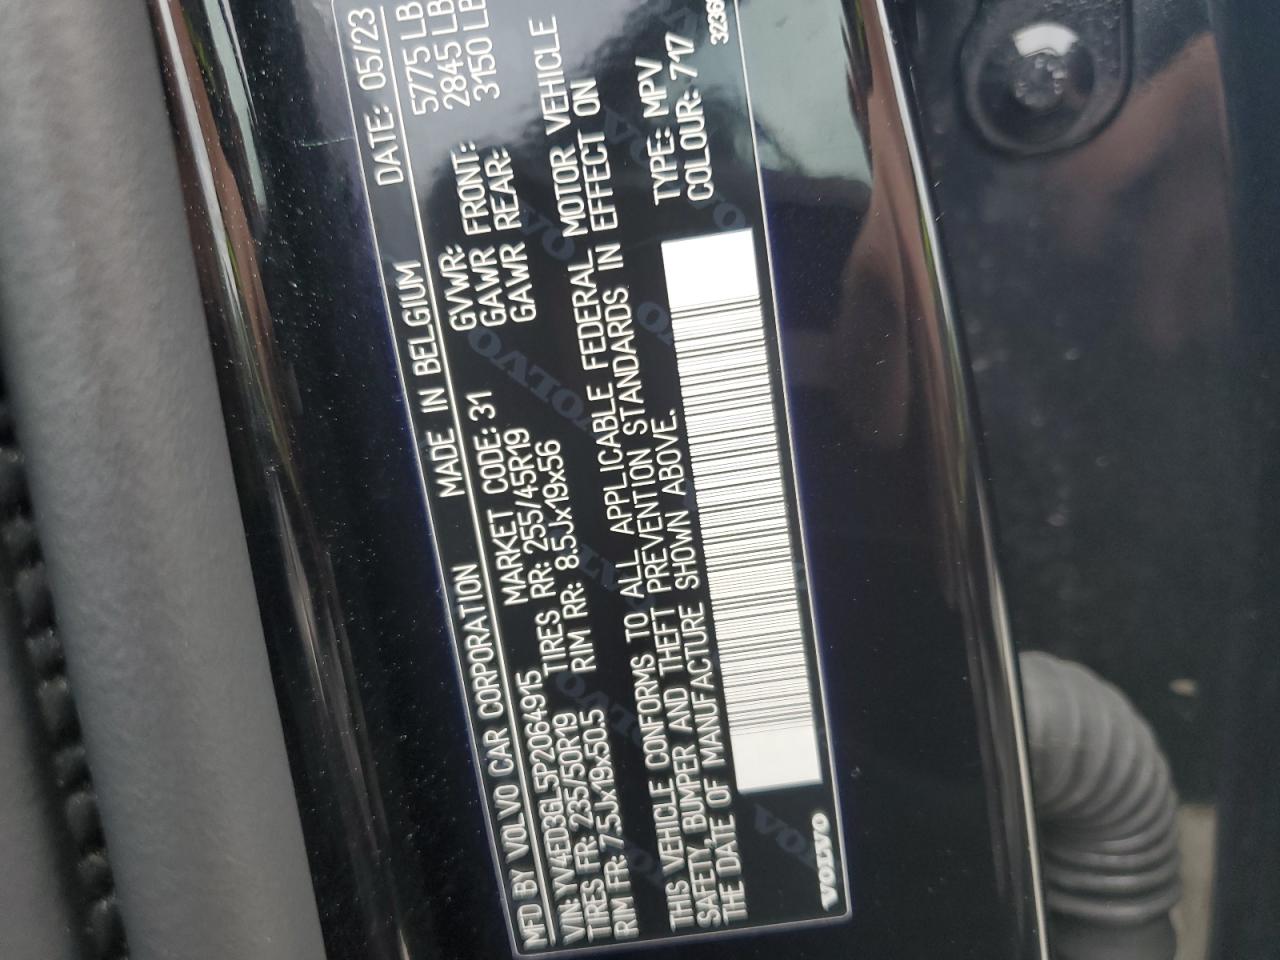 MFD BY VOLVO CAR CORPORATION MADE IN BELGIUM DATE: 05/23
VIN: YV4ED3GL5P2064915 MARKET CODE: 31 GVWR: 5775 LB
TIRES FR: 235/50R19 TIRES RR: 255/45R19 GAWR FRONT: 2845 LB
RIM FR: 7.5Jx19x50.5 RIM RR: 8.5Jx19x56 GAWR REAR: 3150 LB
THIS VEHICLE CONFORMS TO ALL APPLICABLE FEDERAL MOTOR VEHICLE
SAFETY, BUMPER AND THEFT PREVENTION STANDARDS IN EFFECT ON
THE DATE OF MANUFACTURE SHOWN ABOVE.
TYPE: MPV
COLOUR: 717
VOLVO